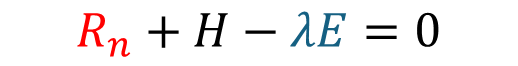 Rₙ + H − λE = 0